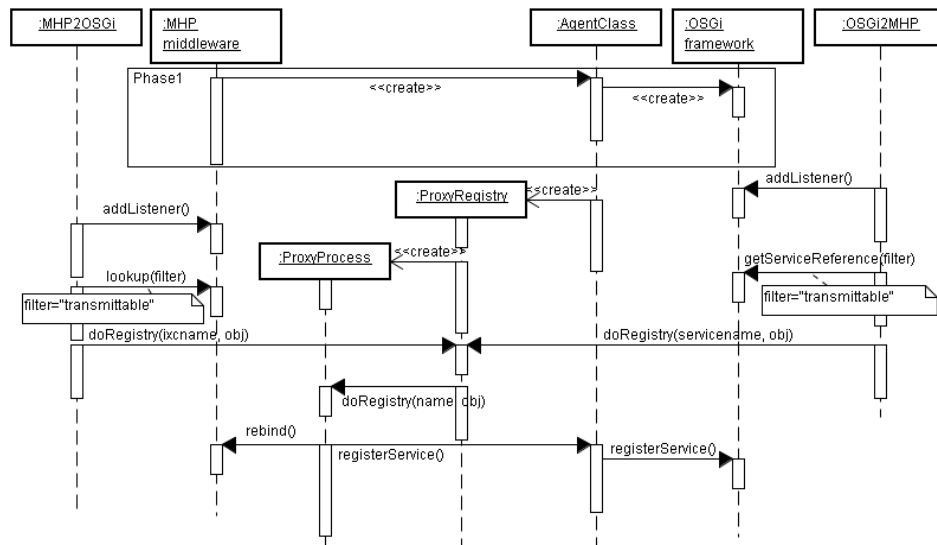 :MHP2OSGi
:MHP
middleware
:AgentClass
:OSGi
framework
:OSGi2MHP
Phase1
<<create>>
<<create>>
addListener()
<<create>>
:ProxyRegistry
addListener()
<<create>>
:ProxyProcess
getServiceReference(filter)
lookup(filter)
filter="transmittable"
filter="transmittable"
doRegistry(ixcname, obj)
doRegistry(servicename, obj)
doRegistry(name, obj)
rebind()
registerService()
registerService()